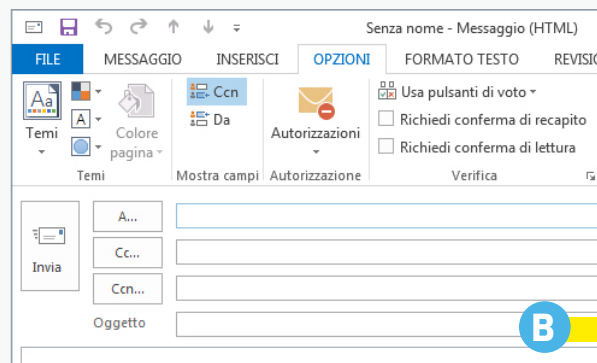 Senza nome - Messaggio (HTML)
FILE MESSAGGIO INSERISCI OPZIONI FORMATO TESTO REVISIO
Aa Ccn Usa pulsanti di voto
A Da Richiedi conferma di recapito
Temi Colore pagina Autorizzazioni Richiedi conferma di lettura
Temi Mostra campi Autorizzazione Verifica
A...
Cc...
Invia
Ccn...
Oggetto
B